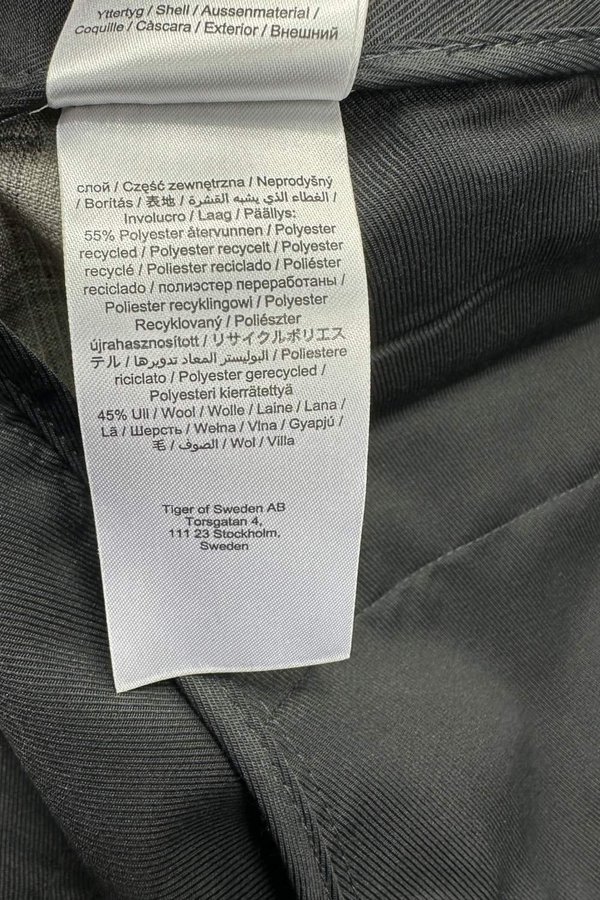 Yttertyg / Shell / Aussenmaterial /
Coquille / Càscara / Exterior / Внешний
слой / Część zewnętrzna / Neprodyšný
/ Borítás / 表地 / الغطاء الذي يشبه القشرة /
Involucro / Laag / Päällys:
55% Polyester återvunnen / Polyester
recycled / Polyester recycelt / Polyester
recyclé / Poliester reciclado / Poliéster
reciclado / полиэстер переработаны /
Poliester recyklingowi / Polyester
Recyklovaný / Poliészter
újrahasznosított / リサイクルポリエス
テル / البوليستر المعاد تدويرها / Poliestere
riciclato / Polyester gerecycled /
Polyesteri kierrätettyä
45% Ull / Wool / Wolle / Laine / Lana /
Lã / Шерсть / Wełna / Vlna / Gyapjú /
毛 / الصوف / Wol / Villa
Tiger of Sweden AB
Torsgatan 4,
111 23 Stockholm,
Sweden